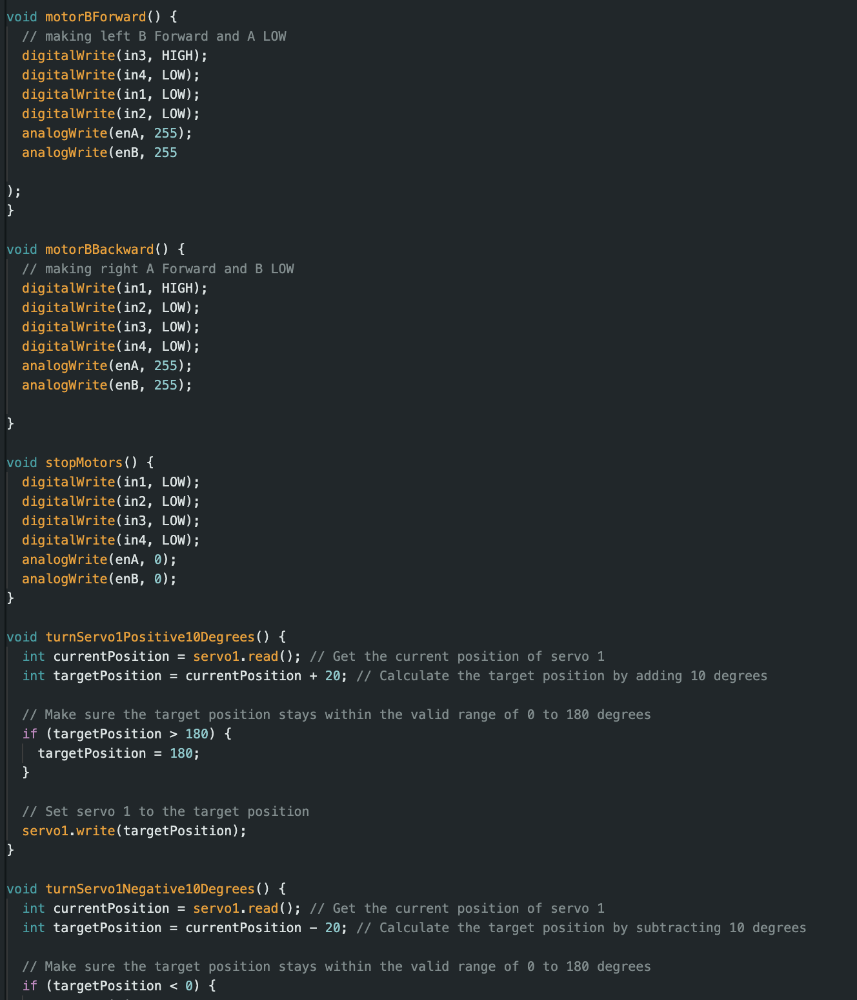 void motorBForward() {
  // making left B Forward and A LOW
  digitalWrite(in3, HIGH);
  digitalWrite(in4, LOW);
  digitalWrite(in1, LOW);
  digitalWrite(in2, LOW);
  analogWrite(enA, 255);
  analogWrite(enB, 255

);
}

void motorBBackward() {
  // making right A Forward and B LOW
  digitalWrite(in1, HIGH);
  digitalWrite(in2, LOW);
  digitalWrite(in3, LOW);
  digitalWrite(in4, LOW);
  analogWrite(enA, 255);
  analogWrite(enB, 255);

}

void stopMotors() {
  digitalWrite(in1, LOW);
  digitalWrite(in2, LOW);
  digitalWrite(in3, LOW);
  digitalWrite(in4, LOW);
  analogWrite(enA, 0);
  analogWrite(enB, 0);
}

void turnServo1Positive10Degrees() {
  int currentPosition = servo1.read(); // Get the current position of servo 1
  int targetPosition = currentPosition + 20; // Calculate the target position by adding 10 degrees

  // Make sure the target position stays within the valid range of 0 to 180 degrees
  if (targetPosition > 180) {
    targetPosition = 180;
  }

  // Set servo 1 to the target position
  servo1.write(targetPosition);
}

void turnServo1Negative10Degrees() {
  int currentPosition = servo1.read(); // Get the current position of servo 1
  int targetPosition = currentPosition - 20; // Calculate the target position by subtracting 10 degrees

  // Make sure the target position stays within the valid range of 0 to 180 degrees
  if (targetPosition < 0) {